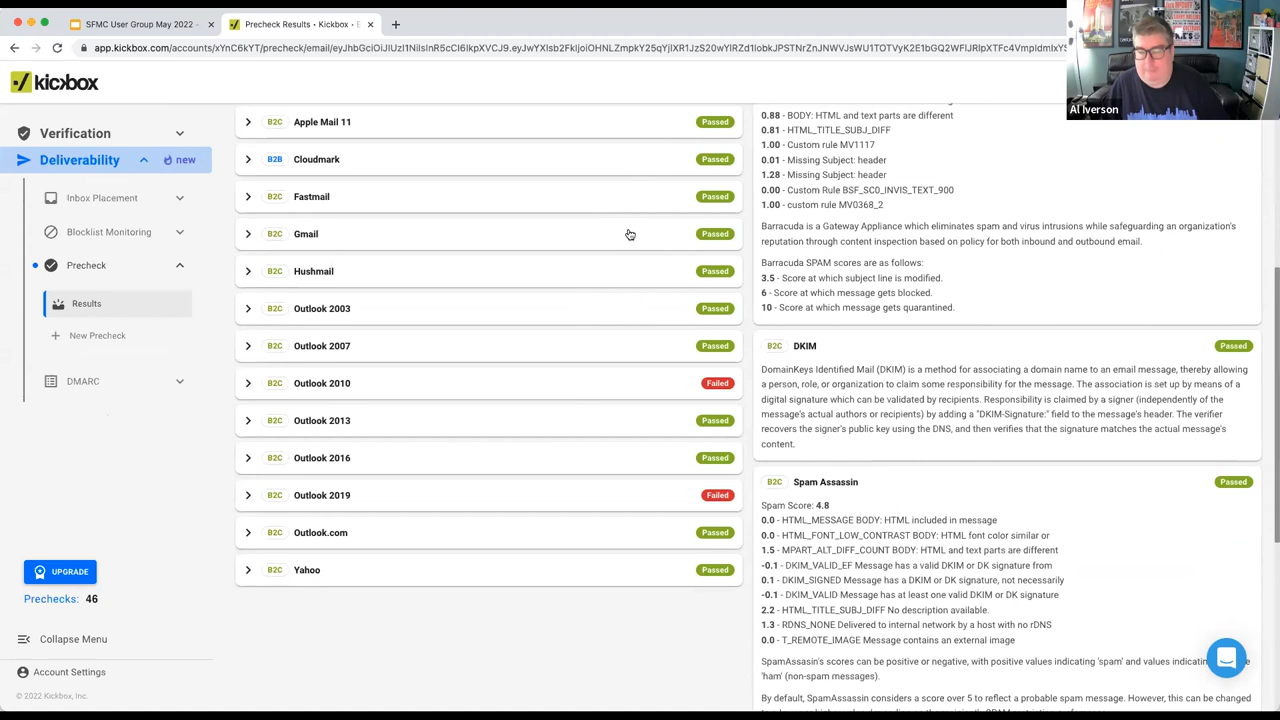 SFMC User Group May 2022 -
Precheck Results • Kickbox • E
app.kickbox.com/accounts/xYnC6kYT/precheck/email/
kickbox
Al Iverson
Verification
Deliverability
new
Inbox Placement
Blocklist Monitoring
Precheck
Results
New Precheck
DMARC
UPGRADE
Prechecks: 46
Collapse Menu
Account Settings
© 2022 Kickbox, Inc.
B2C Apple Mail 11 Passed
B2B Cloudmark Passed
B2C Fastmail Passed
B2C Gmail Passed
B2C Hushmail Passed
B2C Outlook 2003 Passed
B2C Outlook 2007 Passed
B2C Outlook 2010 Failed
B2C Outlook 2013 Passed
B2C Outlook 2016 Passed
B2C Outlook 2019 Failed
B2C Outlook.com Passed
B2C Yahoo Passed
0.88 - BODY: HTML and text parts are different
0.81 - HTML_TITLE_SUBJ_DIFF
1.00 - Custom rule MV1117
0.01 - Missing Subject: header
1.28 - Missing Subject: header
0.00 - Custom Rule BSF_SC0_INVIS_TEXT_900
1.00 - custom rule MV0368_2
Barracuda is a Gateway Appliance which eliminates spam and virus intrusions while safeguarding an organization's
reputation through content inspection based on policy for both inbound and outbound email.
Barracuda SPAM scores are as follows:
3.5 - Score at which subject line is modified.
6 - Score at which message gets blocked.
10 - Score at which message gets quarantined.
B2C DKIM Passed
DomainKeys Identified Mail (DKIM) is a method for associating a domain name to an email message, thereby allowing
a person, role, or organization to claim some responsibility for the message. The association is set up by means of a
digital signature which can be validated by recipients. Responsibility is claimed by a signer (independently of the
message's actual authors or recipients) by adding a "DKIM-Signature:" field to the message's header. The verifier
recovers the signer's public key using the DNS, and then verifies that the signature matches the actual message's
content.
B2C Spam Assassin Passed
Spam Score: 4.8
0.0 - HTML_MESSAGE BODY: HTML included in message
0.0 - HTML_FONT_LOW_CONTRAST BODY: HTML font color similar or
1.5 - MPART_ALT_DIFF_COUNT BODY: HTML and text parts are different
-0.1 - DKIM_VALID_EF Message has a valid DKIM or DK signature from
0.1 - DKIM_SIGNED Message has a DKIM or DK signature, not necessarily
-0.1 - DKIM_VALID Message has at least one valid DKIM or DK signature
2.2 - HTML_TITLE_SUBJ_DIFF No description available.
1.3 - RDNS_NONE Delivered to internal network by a host with no rDNS
0.0 - T_REMOTE_IMAGE Message contains an external image
SpamAssasin's scores can be positive or negative, with positive values indicating 'spam' and values indicati e
'ham' (non-spam messages).
By default, SpamAssassin considers a score over 5 to reflect a probable spam message. However, this can be changed